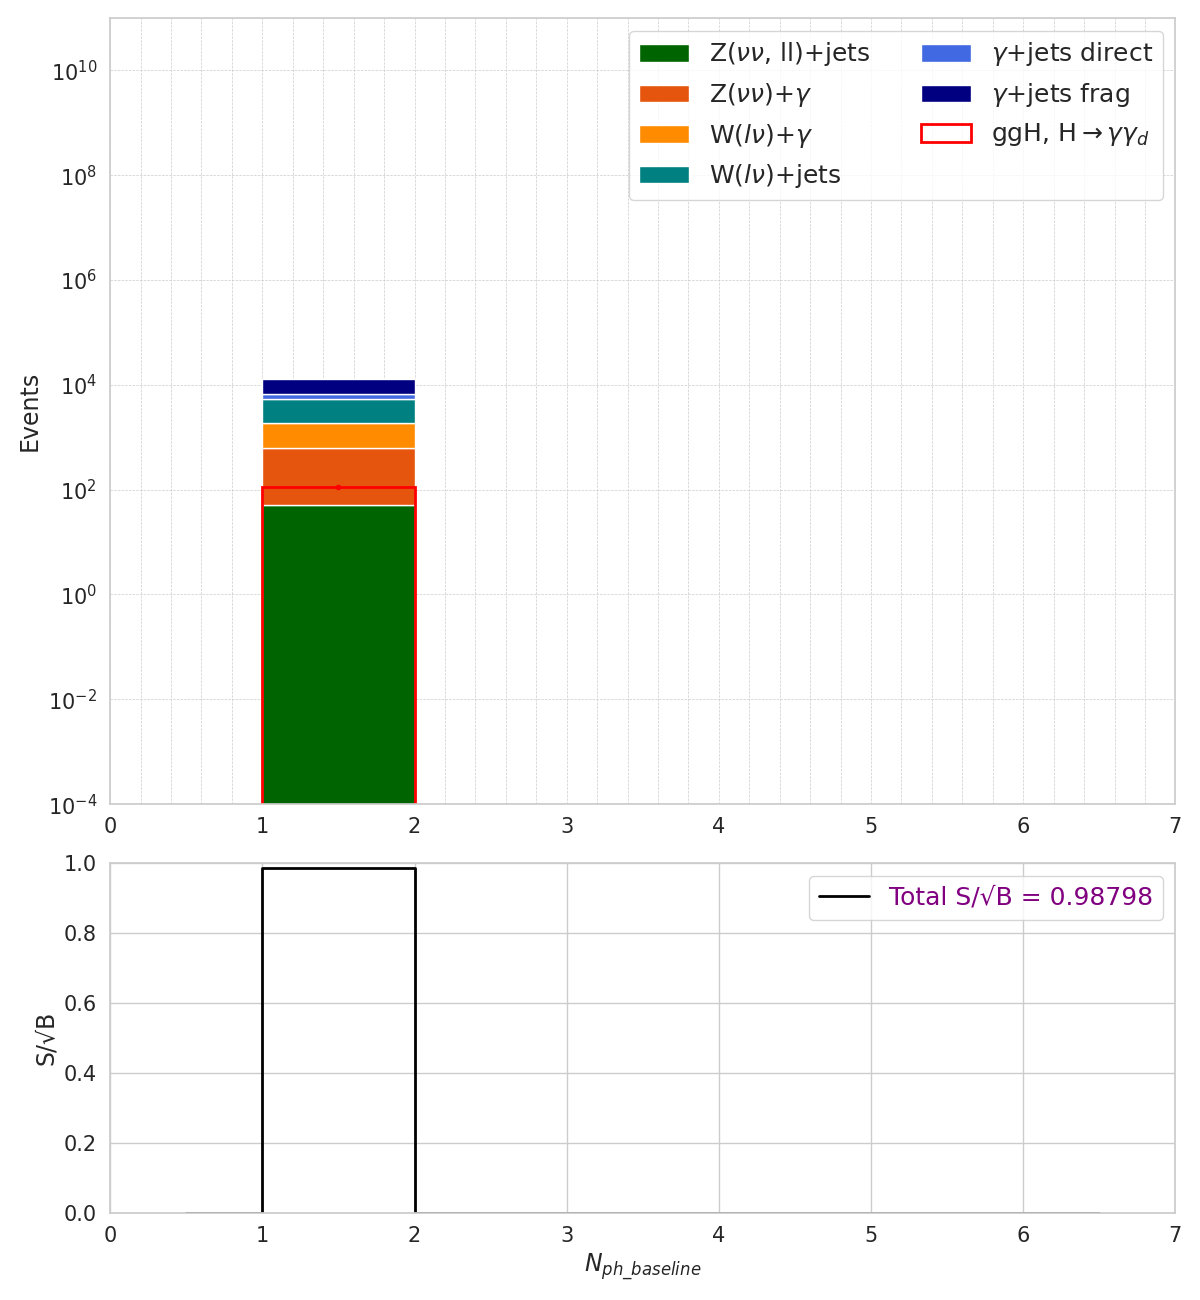 Z(νν, ll)+jets
Z(νν)+γ
W(lν)+γ
W(lν)+jets
γ+jets direct
γ+jets frag
ggH, H→γγ_d
Events
10^10
10^8
10^6
10^4
10^2
10^0
10^−2
10^−4
0 1 2 3 4 5 6 7
Total S/√B = 0.98798
S/√B
1.0
0.8
0.6
0.4
0.2
0.0
0 1 2 3 4 5 6 7
N_ph_baseline